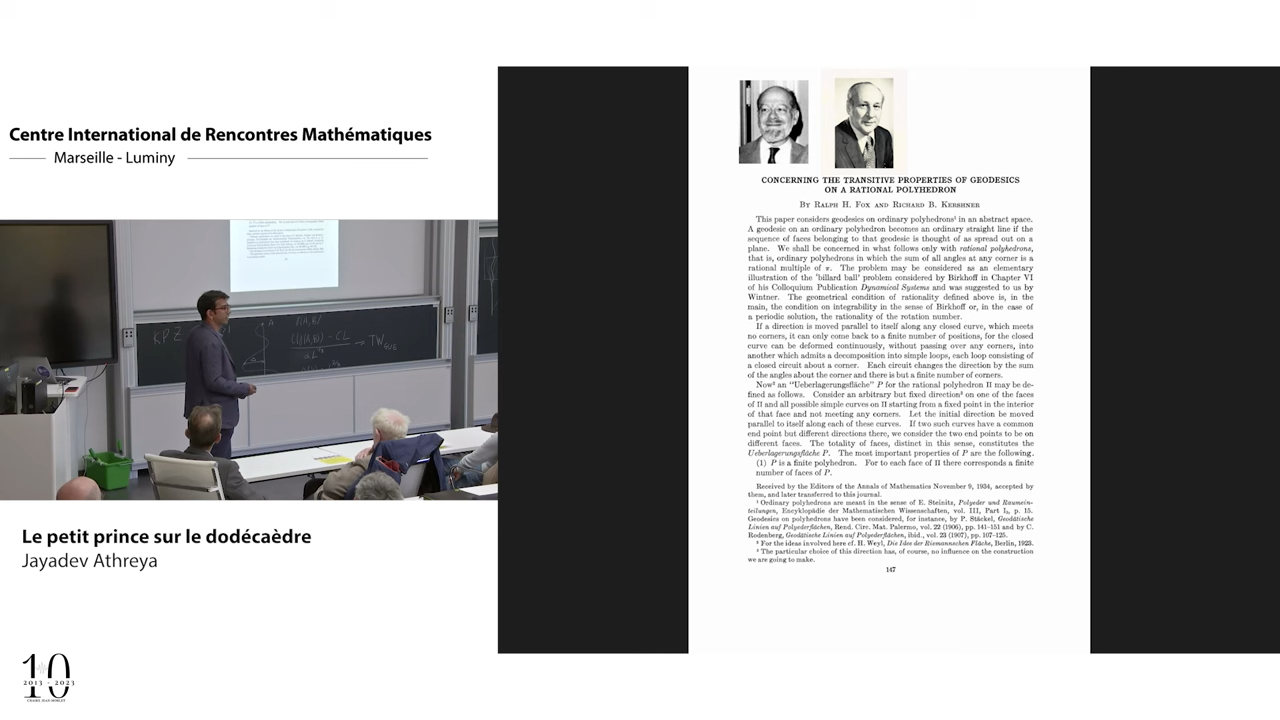 Centre International de Rencontres Mathématiques
Marseille - Luminy
KPZ
A
Le petit prince sur le dodécaèdre
Jayadev Athreya
10
2013 - 2023
CHAIRE JEAN MORLET
CONCERNING THE TRANSITIVE PROPERTIES OF GEODESICS
ON A RATIONAL POLYHEDRON
By Ralph H. Fox and Richard B. Kershner
This paper considers geodesics on ordinary polyhedrons¹ in an abstract space.
A geodesic on an ordinary polyhedron becomes an ordinary straight line if the
sequence of faces belonging to that geodesic is thought of as spread out on a
plane. We shall be concerned in what follows only with rational polyhedrons,
that is, ordinary polyhedrons in which the sum of all angles at any corner is a
rational multiple of π. The problem may be considered as an elementary
illustration of the 'billard ball' problem considered by Birkhoff in Chapter VI
of his Colloquium Publication Dynamical Systems and was suggested to us by
Wintner. The geometrical condition of rationality defined above is, in the
main, the condition on integrability in the sense of Birkhoff or, in the case of
a periodic solution, the rationality of the rotation number.
If a direction is moved parallel to itself along any closed curve, which meets
no corners, it can only come back to a finite number of positions, for the closed
curve can be deformed continuously, without passing over any corners, into
another which admits a decomposition into simple loops, each loop consisting of
a closed circuit about a corner. Each circuit changes the direction by the sum
of the angles about the corner and there is but a finite number of corners.
Now² an "Ueberlagerungsfläche" P for the rational polyhedron Π may be de-
fined as follows. Consider an arbitrary but fixed direction³ on one of the faces
of Π and all possible simple curves on Π starting from a fixed point in the interior
of that face and not meeting any corners. Let the initial direction be moved
parallel to itself along each of these curves. If two such curves have a common
end point but different directions there, we consider the two end points to be on
different faces. The totality of faces, distinct in this sense, constitutes the
Ueberlagerungsfläche P. The most important properties of P are the following.
(1) P is a finite polyhedron. For to each face of Π there corresponds a finite
number of faces of P.
Received by the Editors of the Annals of Mathematics November 9, 1934, accepted by
them, and later transferred to this journal.
¹ Ordinary polyhedrons are meant in the sense of E. Steinitz, Polyeder und Raumein-
teilungen, Encyklopädie der Mathematischen Wissenschaften, vol. III, Part I₂, p. 15.
Geodesics on polyhedrons have been considered, for instance, by P. Stäckel, Geodätische
Linien auf Polyederflächen, Rend. Circ. Mat. Palermo, vol. 22 (1906), pp. 141-151 and by C.
Rodenberg, Geodätische Linien auf Polyederflächen, ibid., vol. 23 (1907), pp. 107-125.
² For the ideas involved here cf. H. Weyl, Die Idee der Riemannschen Fläche, Berlin, 1923.
³ The particular choice of this direction has, of course, no influence on the construction
we are going to make.
147